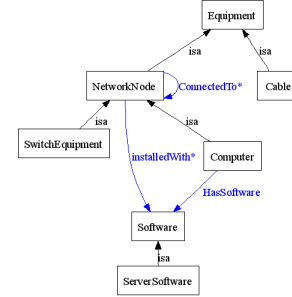 Equipment
isa
isa
NetworkNode
ConnectedTo*
Cable
isa
isa
SwitchEquipment
installedWith*
Computer
HasSoftware
Software
isa
ServerSoftware